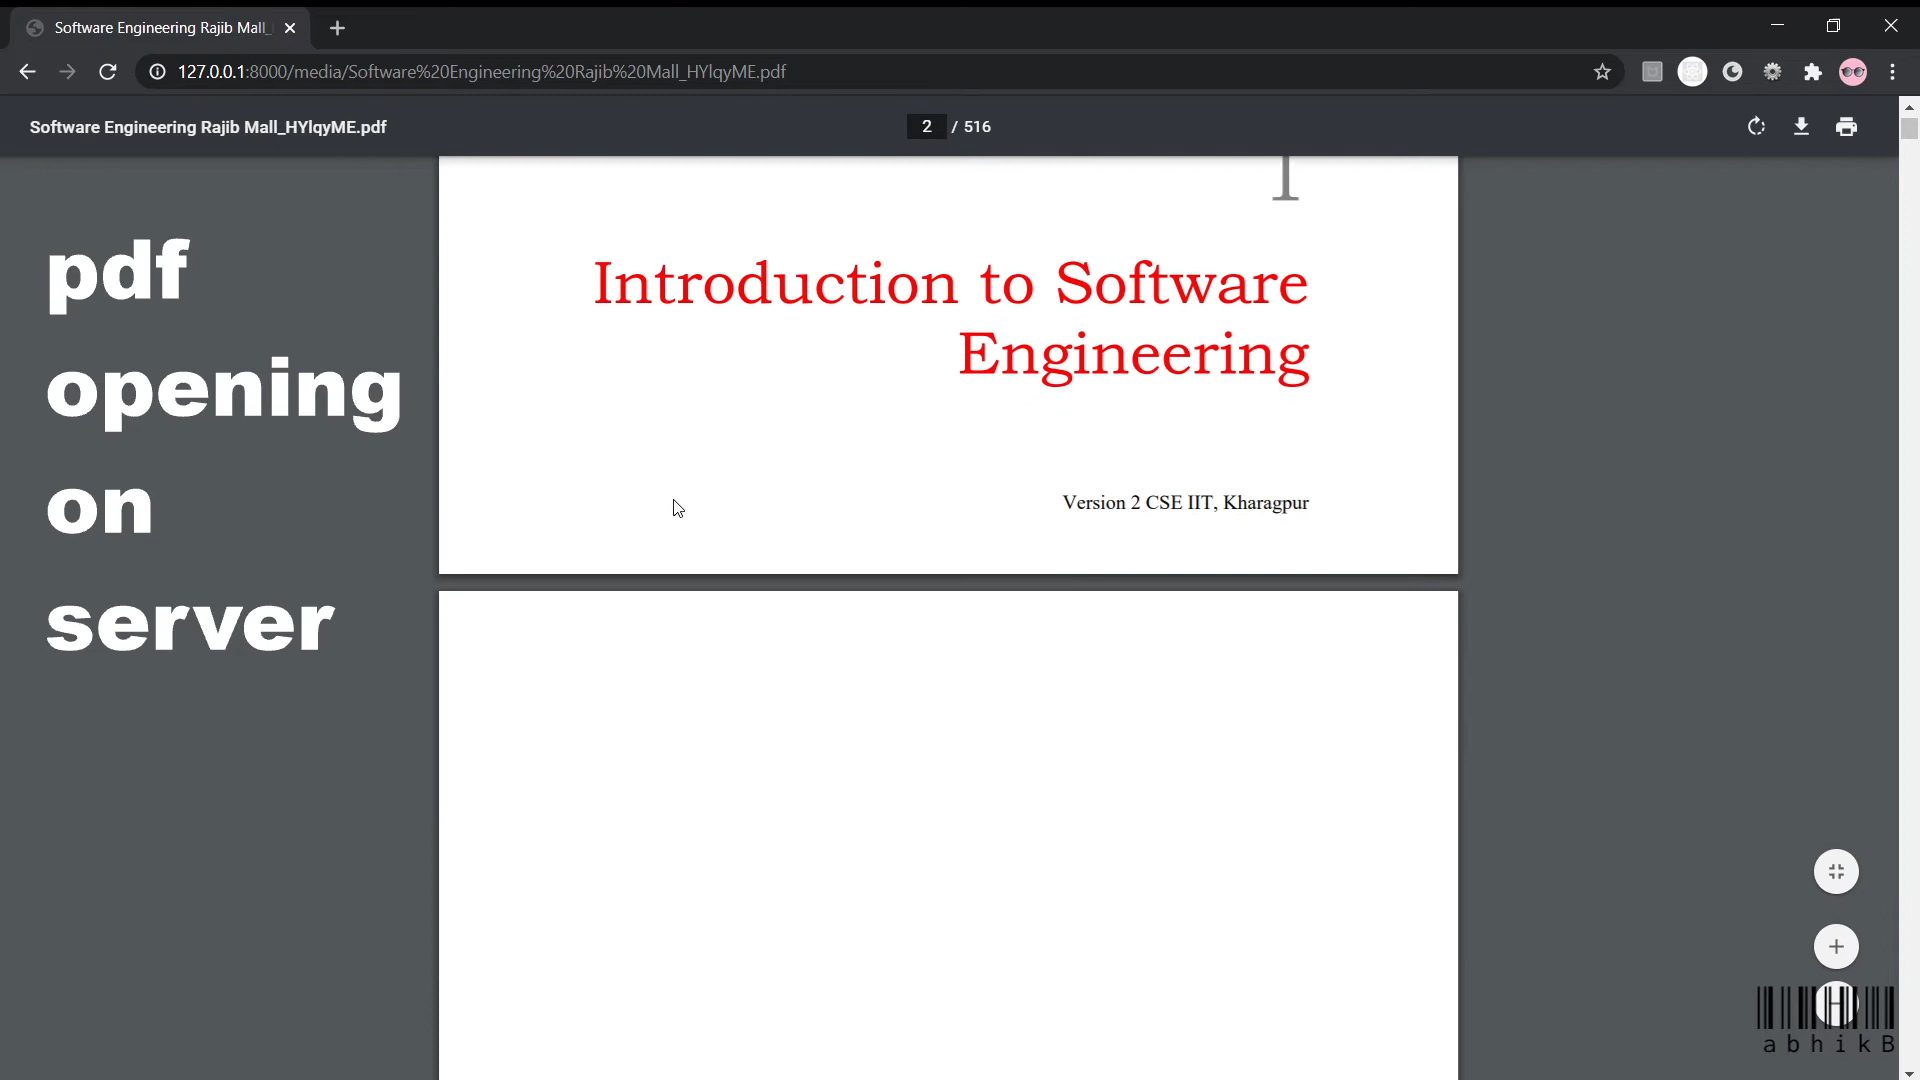 Software Engineering Rajib Mall_
127.0.0.1:8000/media/Software%20Engineering%20Rajib%20Mall_HYlqyME.pdf
Software Engineering Rajib Mall_HYlqyME.pdf
2 / 516
1
Introduction to Software
Engineering
Version 2 CSE IIT, Kharagpur
pdf
opening
on
server
abhikB